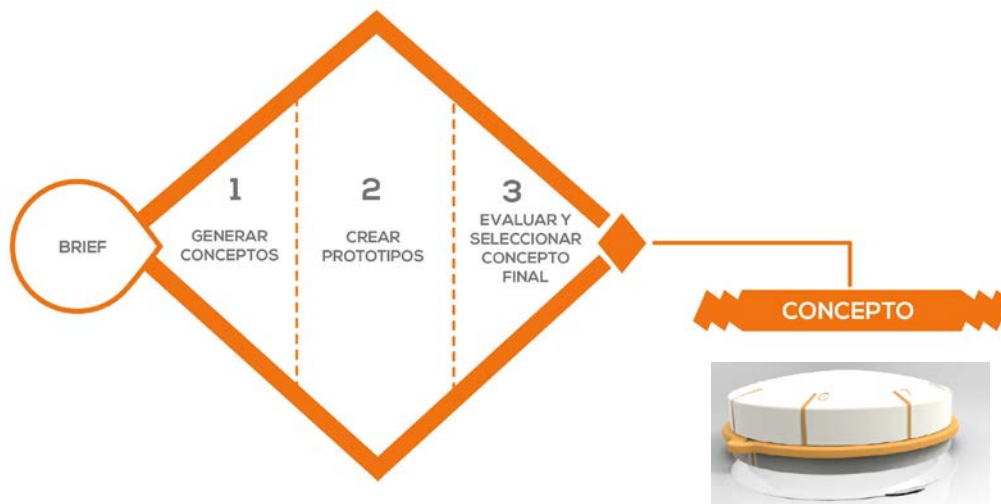 BRIEF
1
GENERAR
CONCEPTOS
2
CREAR
PROTOTIPOS
3
EVALUAR Y
SELECCIONAR
CONCEPTO
FINAL
CONCEPTO